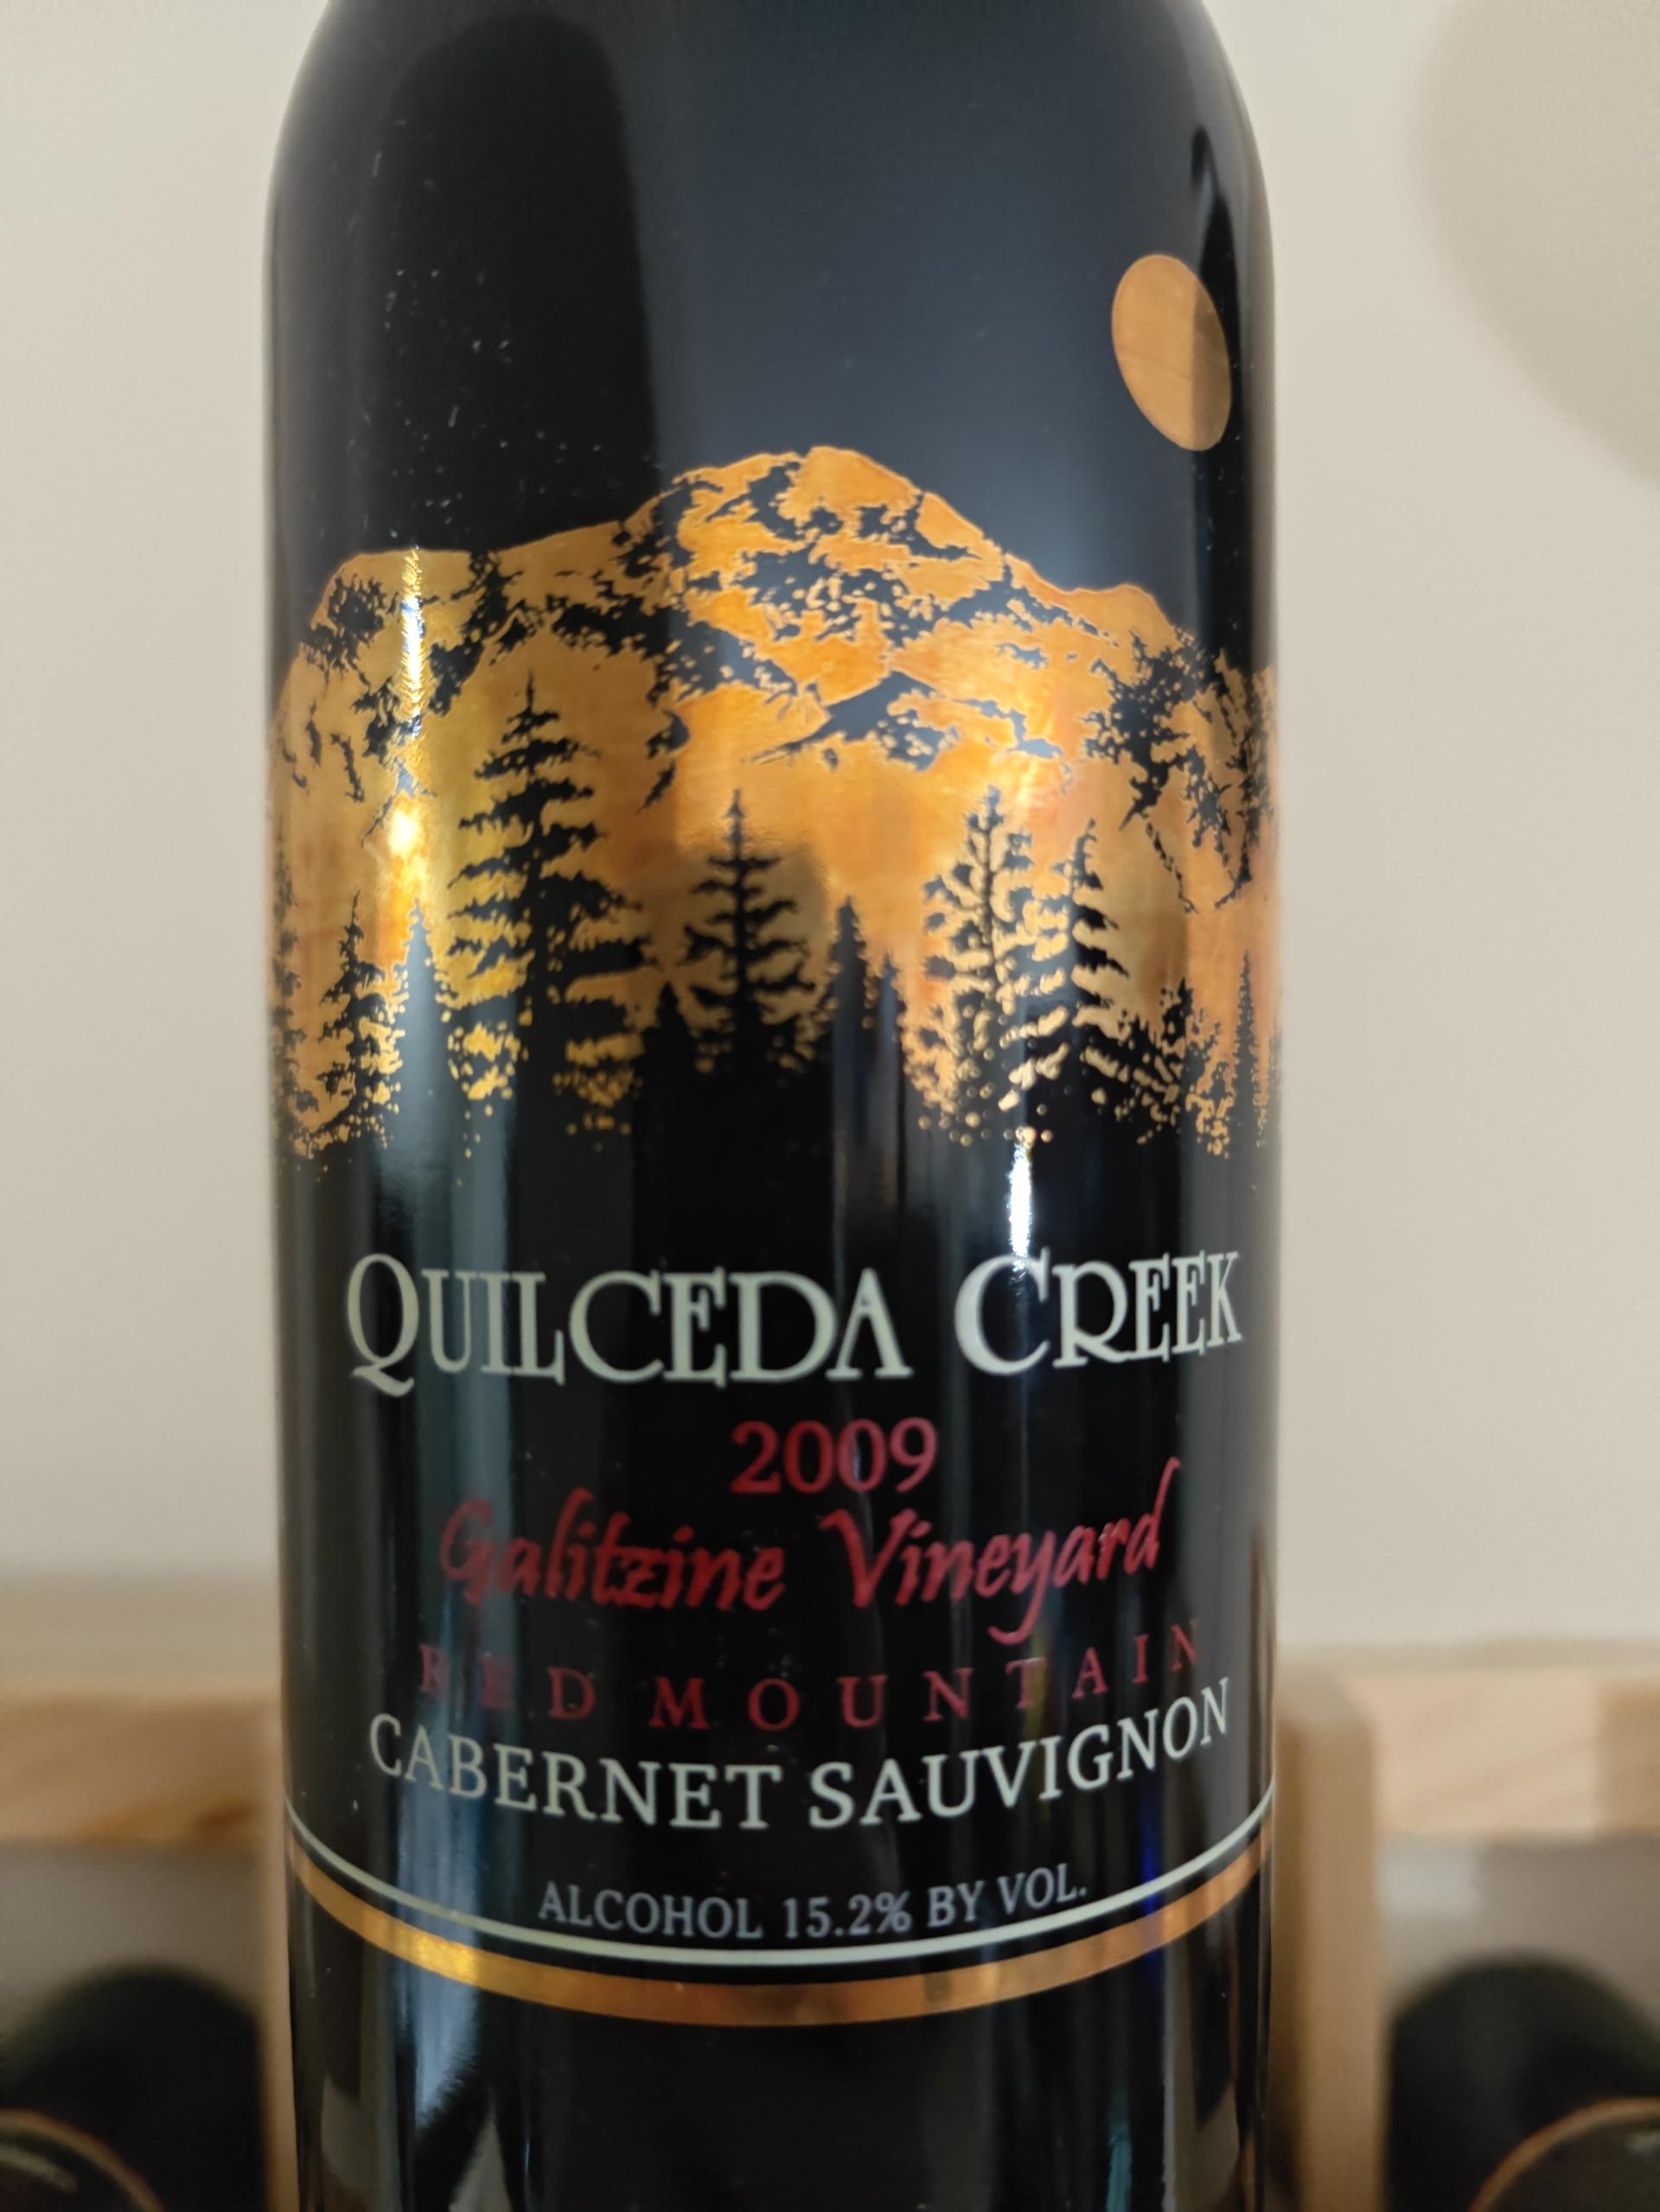 QUILCEDA CREEK
2009
Galitzine Vineyard
RED MOUNTAIN
CABERNET SAUVIGNON
ALCOHOL 15.2% BY VOL.